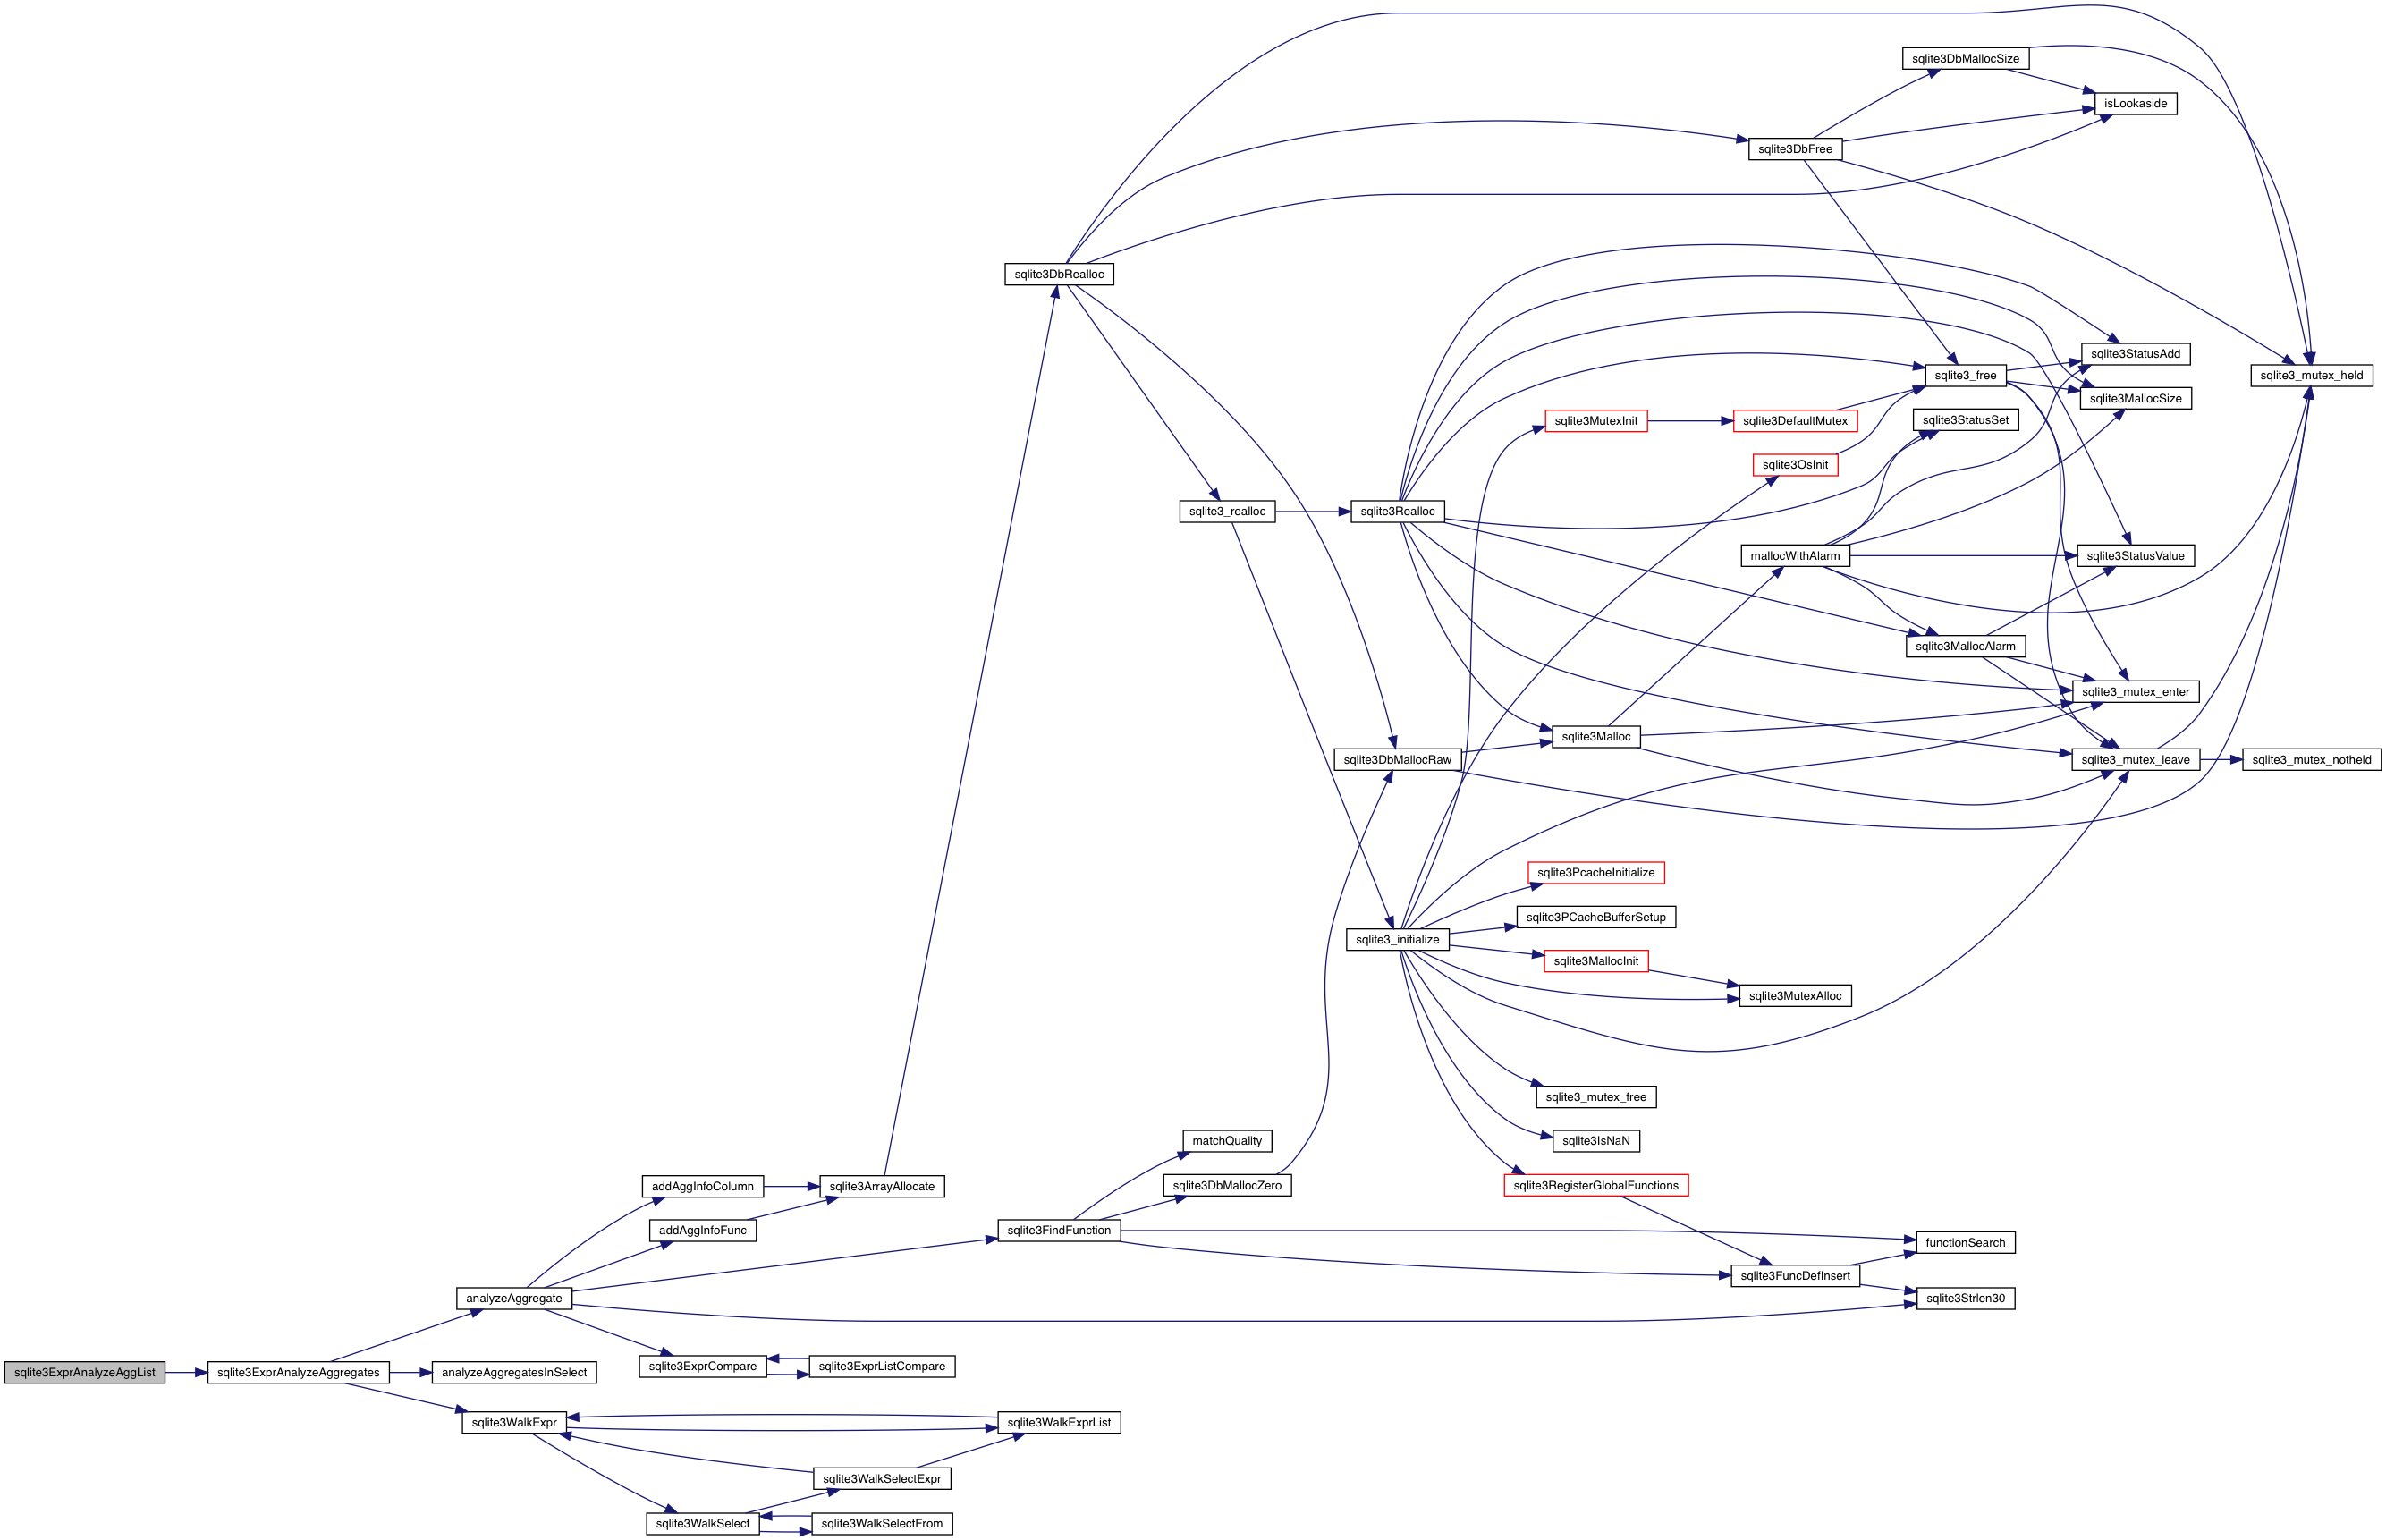 sqlite3DbMallocSize
isLookaside
sqlite3DbFree
sqlite3DbRealloc
sqlite3StatusAdd
sqlite3_free
sqlite3_mutex_held
sqlite3MallocSize
sqlite3MutexInit
sqlite3DefaultMutex
sqlite3StatusSet
sqlite3OsInit
sqlite3_realloc
sqlite3Realloc
mallocWithAlarm
sqlite3StatusValue
sqlite3MallocAlarm
sqlite3_mutex_enter
sqlite3Malloc
sqlite3DbMallocRaw
sqlite3_mutex_leave
sqlite3_mutex_notheld
sqlite3PcacheInitialize
sqlite3PCacheBufferSetup
sqlite3_initialize
sqlite3MallocInit
sqlite3MutexAlloc
sqlite3_mutex_free
matchQuality
sqlite3IsNaN
addAggInfoColumn
sqlite3ArrayAllocate
sqlite3DbMallocZero
sqlite3RegisterGlobalFunctions
addAggInfoFunc
sqlite3FindFunction
functionSearch
sqlite3FuncDefInsert
analyzeAggregate
sqlite3Strlen30
sqlite3ExprCompare
sqlite3ExprListCompare
sqlite3ExprAnalyzeAggList
sqlite3ExprAnalyzeAggregates
analyzeAggregatesInSelect
sqlite3WalkExpr
sqlite3WalkExprList
sqlite3WalkSelectExpr
sqlite3WalkSelect
sqlite3WalkSelectFrom